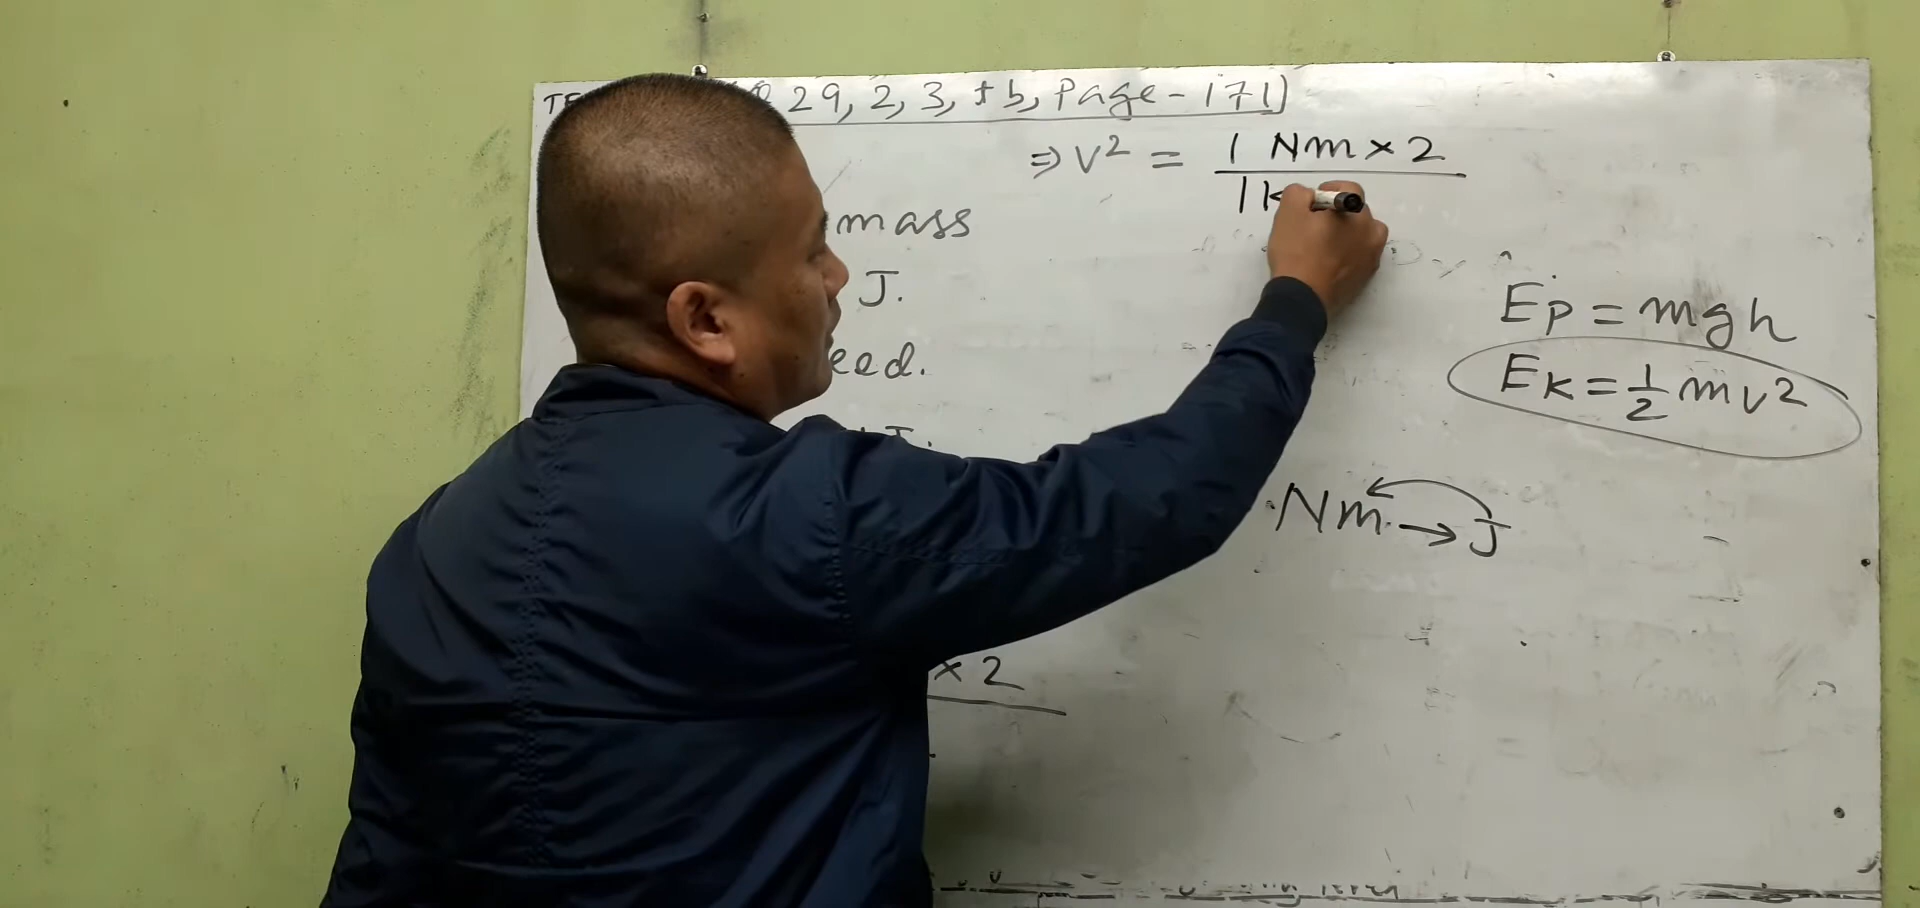 29, 2, 3, tb, Page-171)
⇒ v² = 1 Nm × 2
1k
mass
J.
Ep = mgh
eed.
EK = 1/2 mv²
Nm → J
× 2